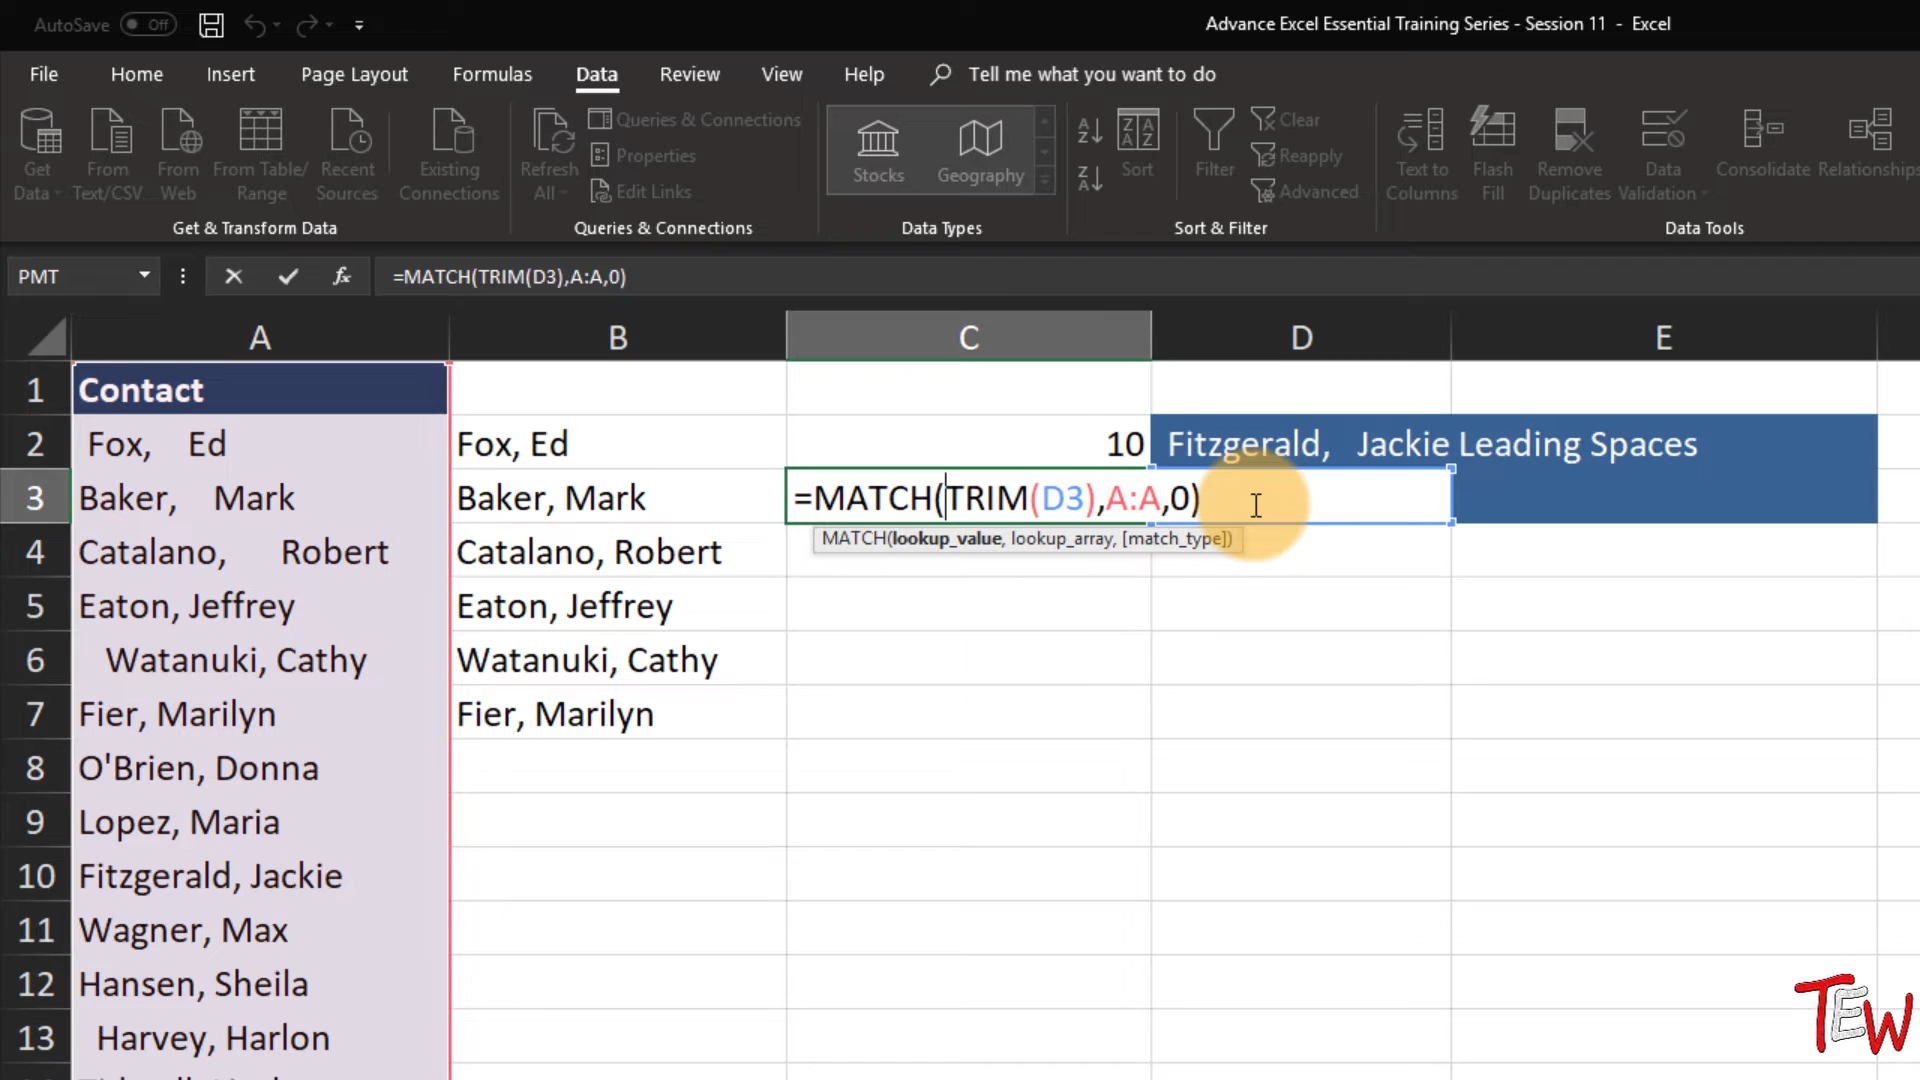 AutoSave Off
Advance Excel Essential Training Series - Session 11 - Excel
File Home Insert Page Layout Formulas Data Review View Help Tell me what you want to do
Get Data
From Text/CSV
From Web
From Table/ Range
Recent Sources
Existing Connections
Get & Transform Data
Refresh All
Queries & Connections
Properties
Edit Links
Queries & Connections
Stocks
Geography
Data Types
Sort
Filter
Clear
Reapply
Advanced
Sort & Filter
Text to Columns
Flash Fill
Remove Duplicates
Data Validation
Consolidate
Relationships
Data Tools
PMT fx =MATCH(TRIM(D3),A:A,0)
A B C D E
1 Contact
2 Fox, Ed Fox, Ed 10 Fitzgerald, Jackie Leading Spaces
3 Baker, Mark Baker, Mark =MATCH(TRIM(D3),A:A,0)
MATCH(lookup_value, lookup_array, [match_type])
4 Catalano, Robert Catalano, Robert
5 Eaton, Jeffrey Eaton, Jeffrey
6 Watanuki, Cathy Watanuki, Cathy
7 Fier, Marilyn Fier, Marilyn
8 O'Brien, Donna
9 Lopez, Maria
10 Fitzgerald, Jackie
11 Wagner, Max
12 Hansen, Sheila
13 Harvey, Harlon
TEW